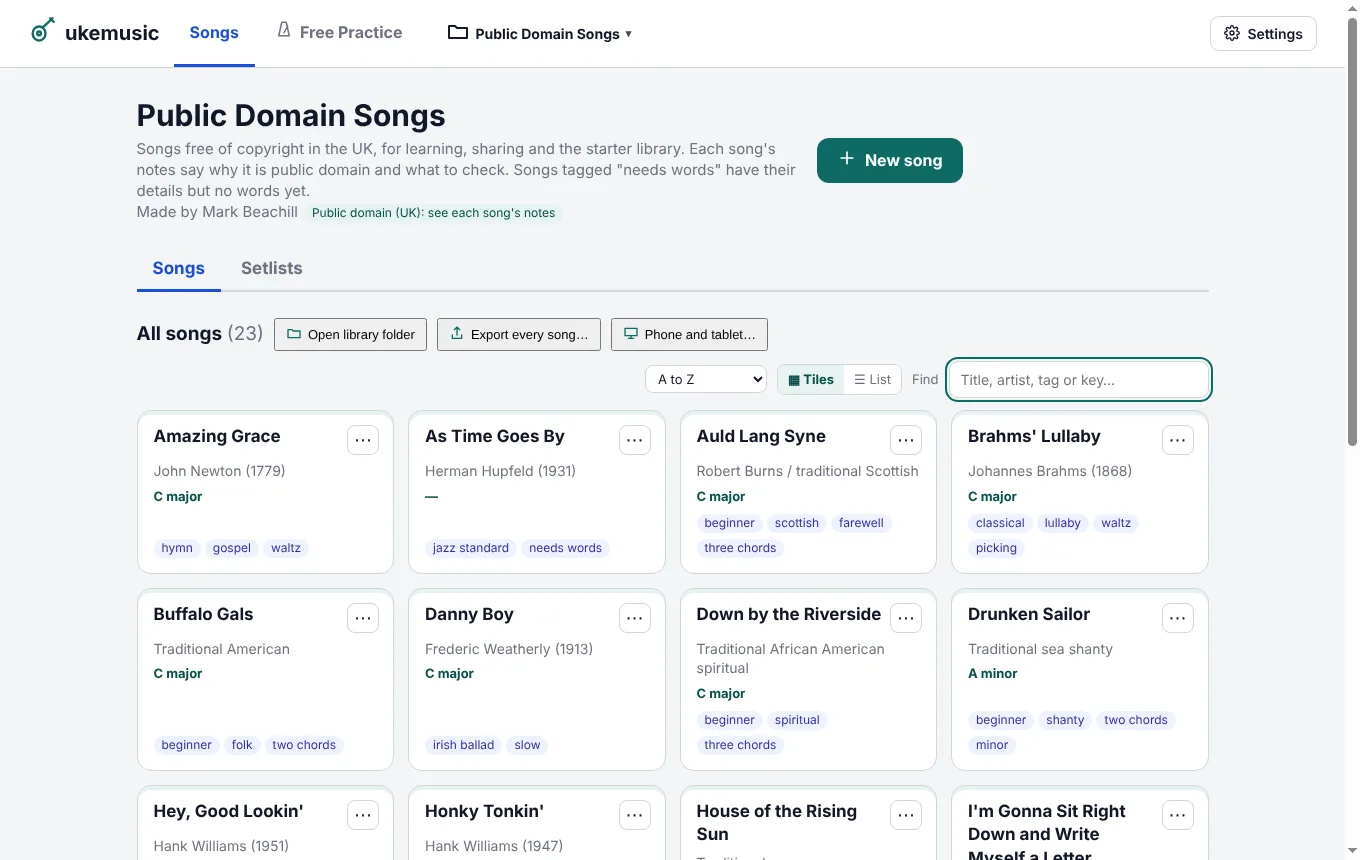 ukemusic
Songs
Free Practice
Public Domain Songs ▾
Settings
Public Domain Songs
Songs free of copyright in the UK, for learning, sharing and the starter library. Each song's
notes say why it is public domain and what to check. Songs tagged "needs words" have their
details but no words yet.
Made by Mark Beachill Public domain (UK): see each song's notes
+ New song
Songs
Setlists
All songs (23)
Open library folder
Export every song…
Phone and tablet…
A to Z
Tiles
List
Find
Title, artist, tag or key...
Amazing Grace
…
John Newton (1779)
C major
hymn gospel waltz
As Time Goes By
…
Herman Hupfeld (1931)
—
jazz standard needs words
Auld Lang Syne
…
Robert Burns / traditional Scottish
C major
beginner scottish farewell
three chords
Brahms' Lullaby
…
Johannes Brahms (1868)
C major
classical lullaby waltz
picking
Buffalo Gals
…
Traditional American
C major
beginner folk two chords
Danny Boy
…
Frederic Weatherly (1913)
C major
irish ballad slow
Down by the Riverside
…
Traditional African American
spiritual
C major
beginner spiritual
three chords
Drunken Sailor
…
Traditional sea shanty
A minor
beginner shanty two chords
minor
Hey, Good Lookin'
…
Hank Williams (1951)
Honky Tonkin'
…
Hank Williams (1947)
House of the Rising
Sun
…
I'm Gonna Sit Right
Down and Write
Myself a Letter
…